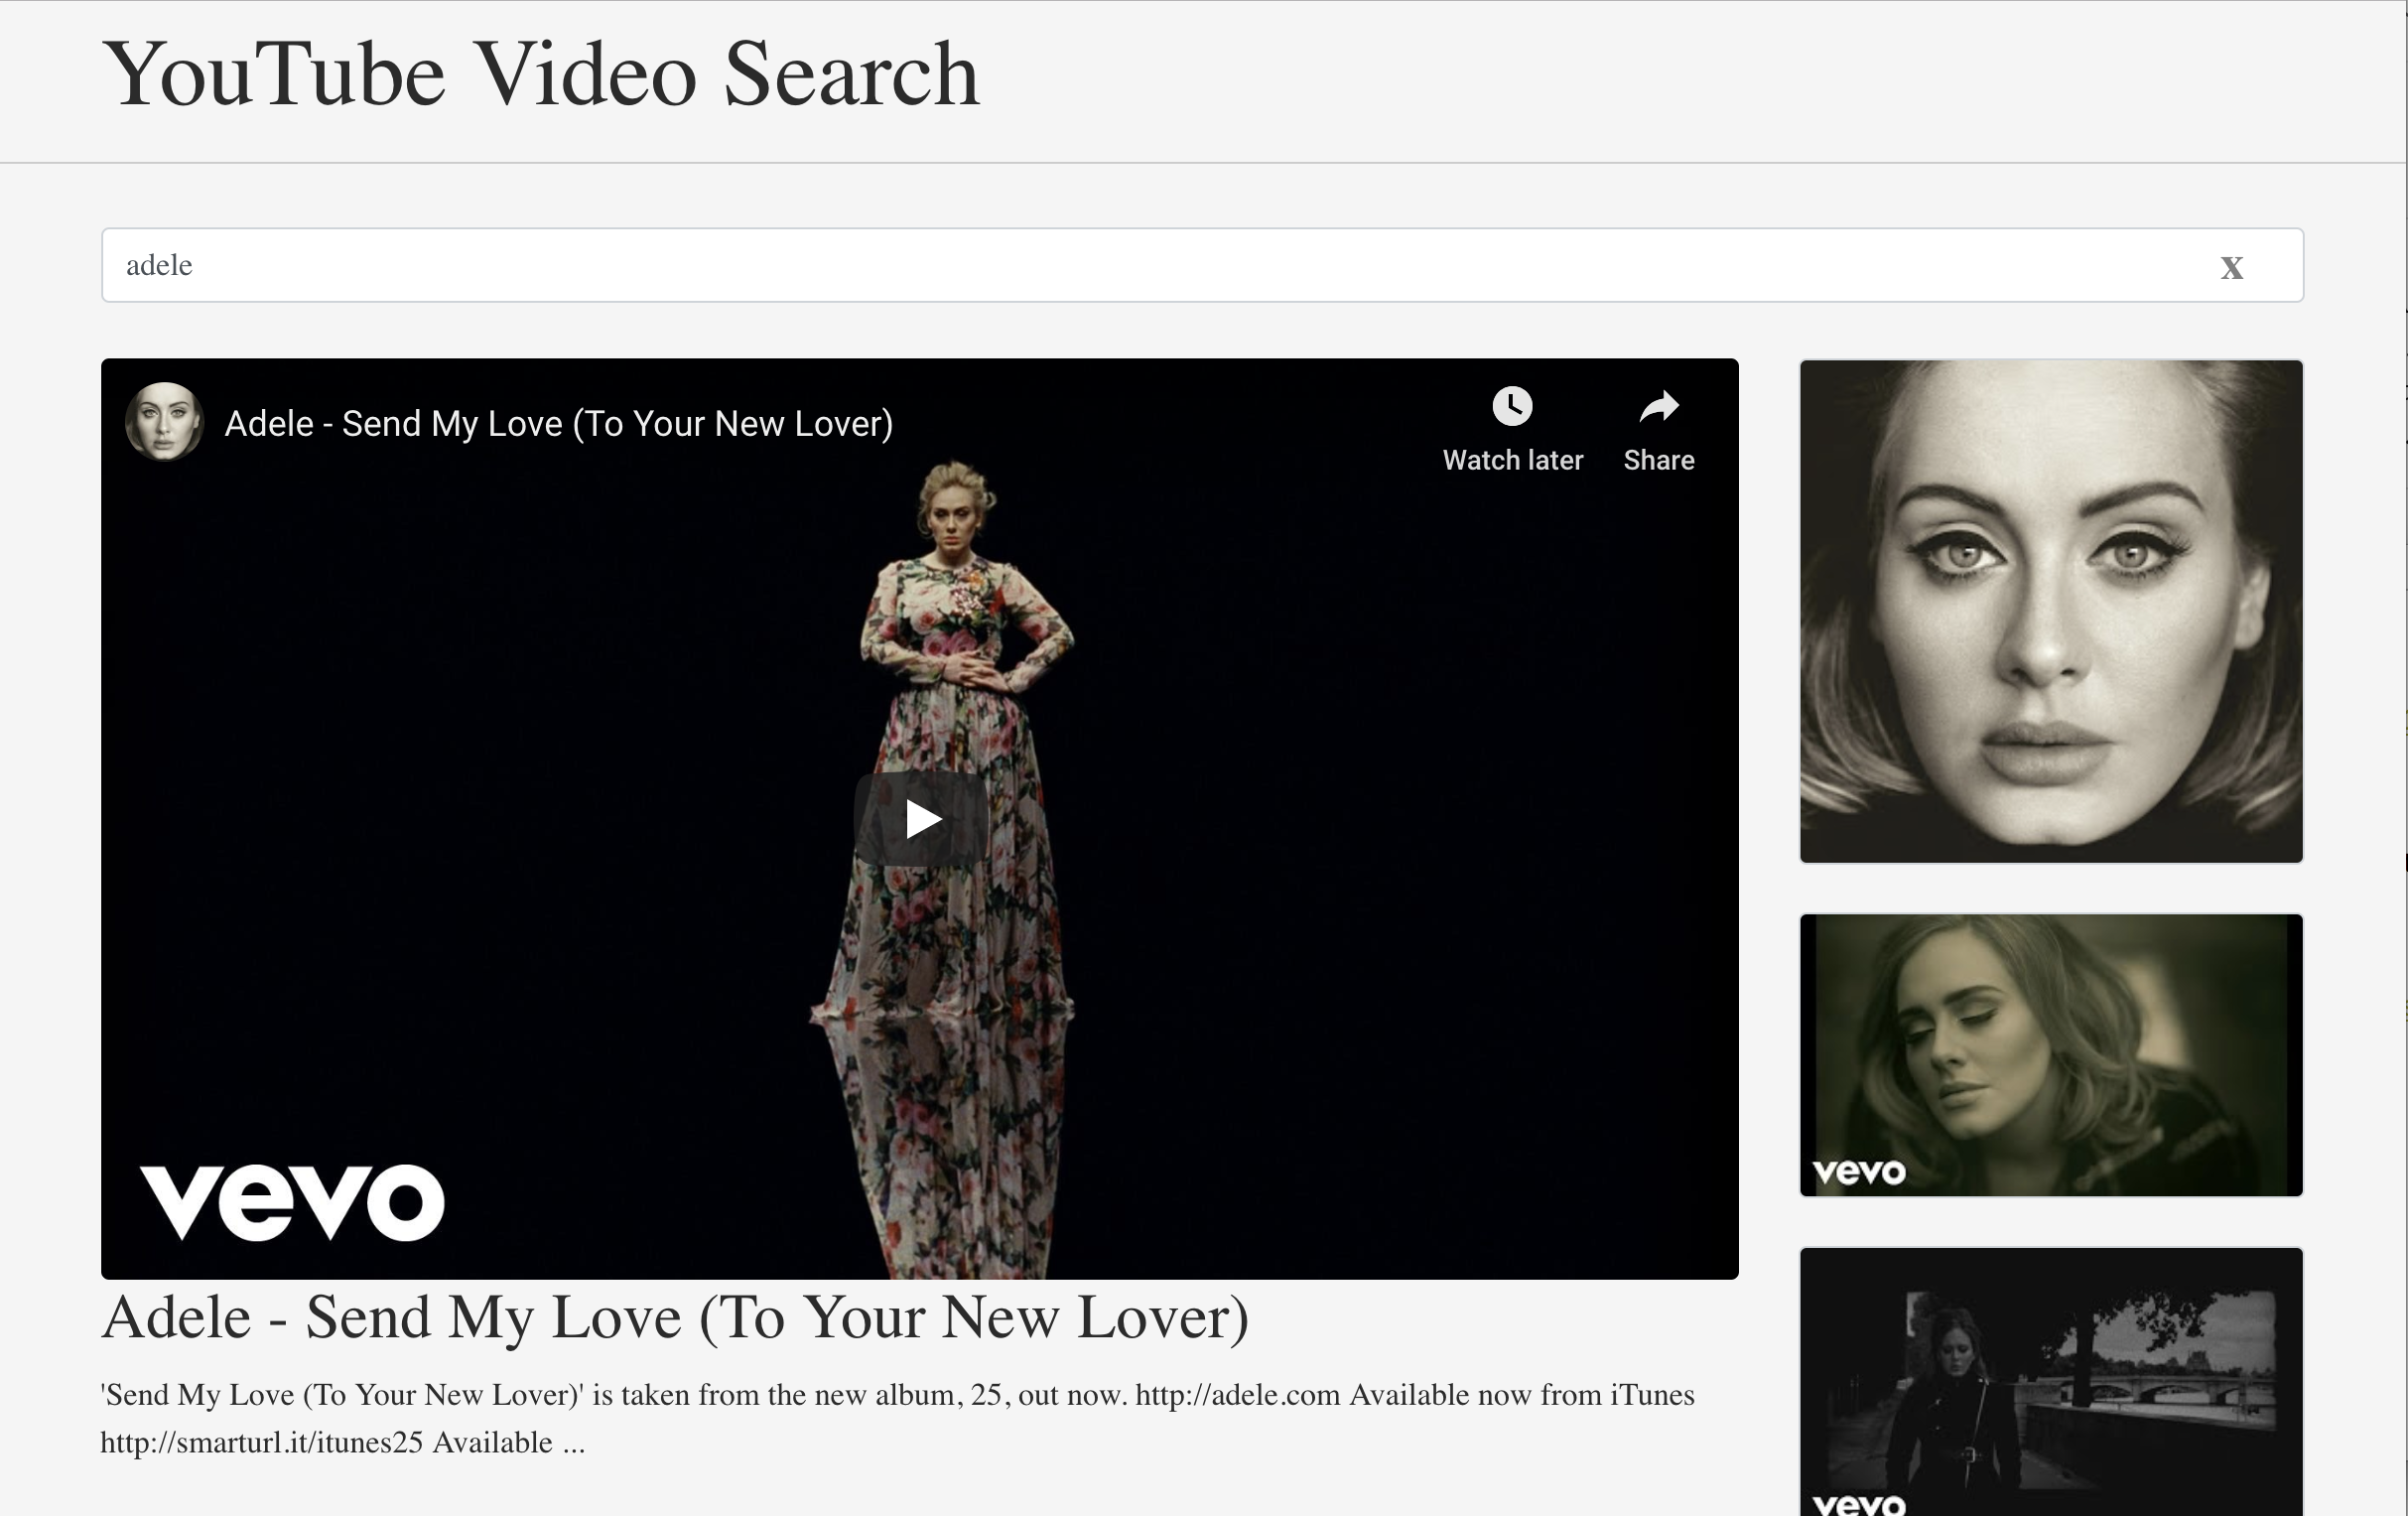 YouTube Video Search
adele
x
Adele - Send My Love (To Your New Lover)
Watch later
Share
vevo
Adele - Send My Love (To Your New Lover)
'Send My Love (To Your New Lover)' is taken from the new album, 25, out now. http://adele.com Available now from iTunes
http://smarturl.it/itunes25 Available ...
vevo
vevo